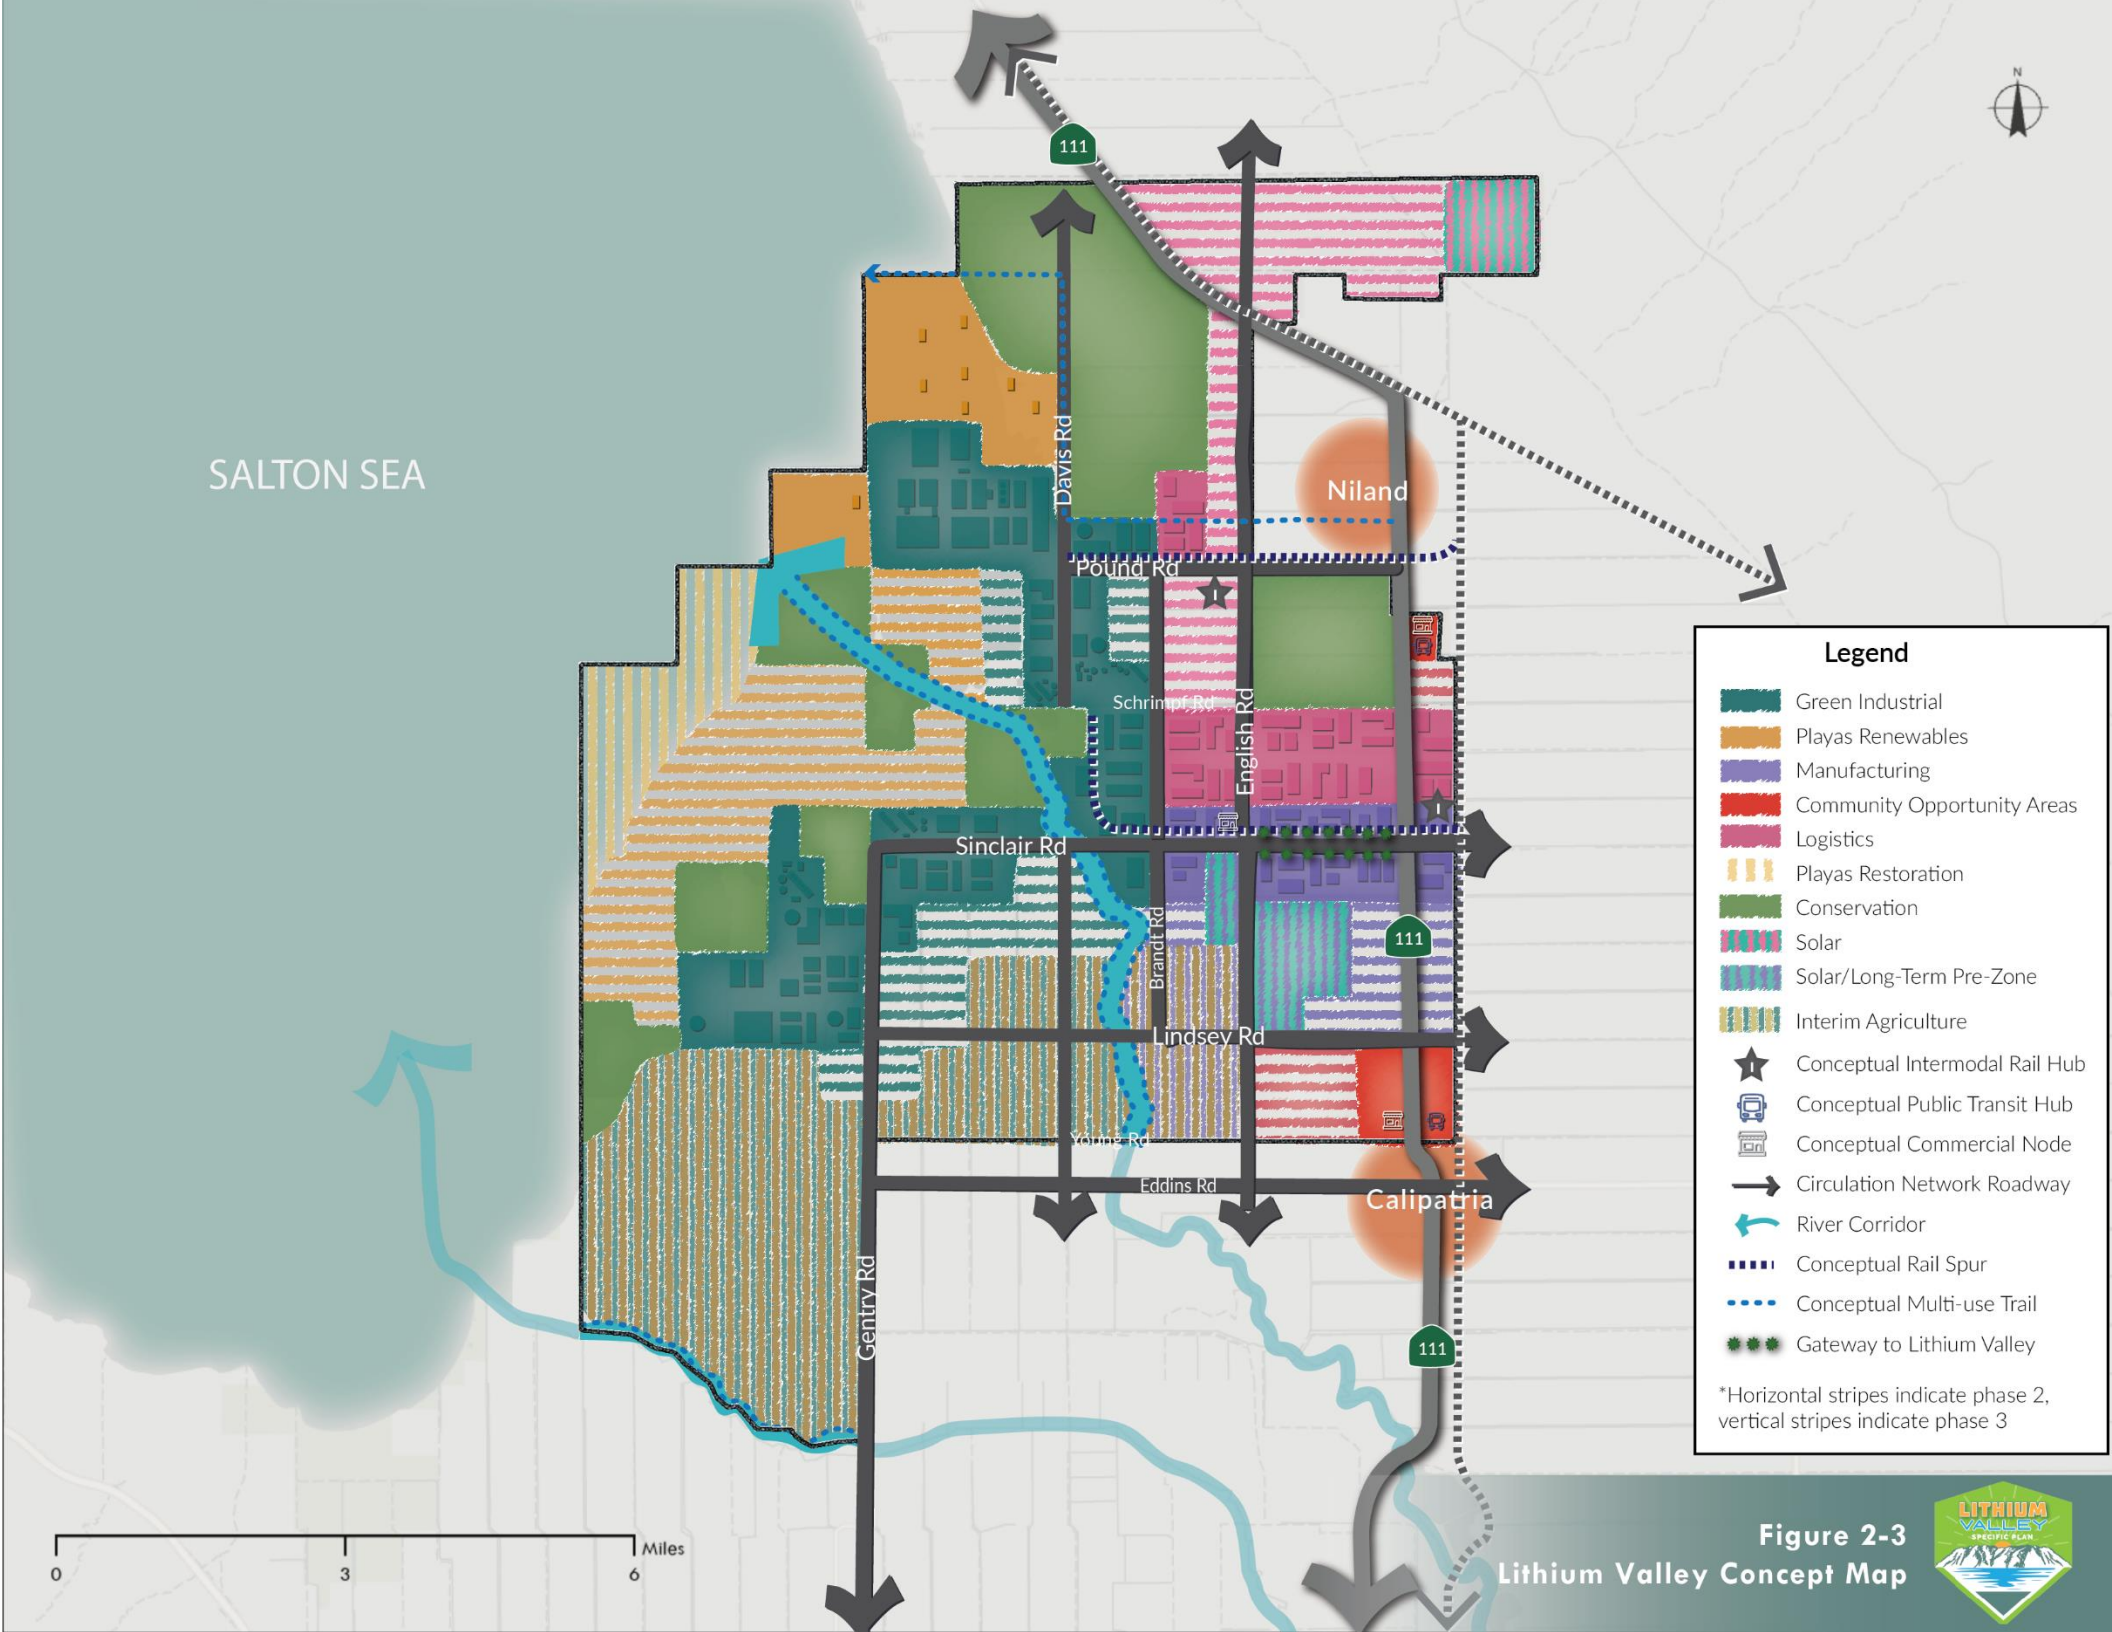 N
111
SALTON SEA
Davis Rd
Niland
Pound Rd
Schrimpf Rd
English Rd
Sinclair Rd
Brandt Rd
111
Lindsey Rd
Young Rd
Eddins Rd
Calipatria
Gentry Rd
111
Legend
Green Industrial
Playas Renewables
Manufacturing
Community Opportunity Areas
Logistics
Playas Restoration
Conservation
Solar
Solar/Long-Term Pre-Zone
Interim Agriculture
Conceptual Intermodal Rail Hub
Conceptual Public Transit Hub
Conceptual Commercial Node
Circulation Network Roadway
River Corridor
Conceptual Rail Spur
Conceptual Multi-use Trail
Gateway to Lithium Valley
*Horizontal stripes indicate phase 2,
vertical stripes indicate phase 3
0 3 6 Miles
Figure 2-3
Lithium Valley Concept Map
LITHIUM
VALLEY
SPECIFIC PLAN